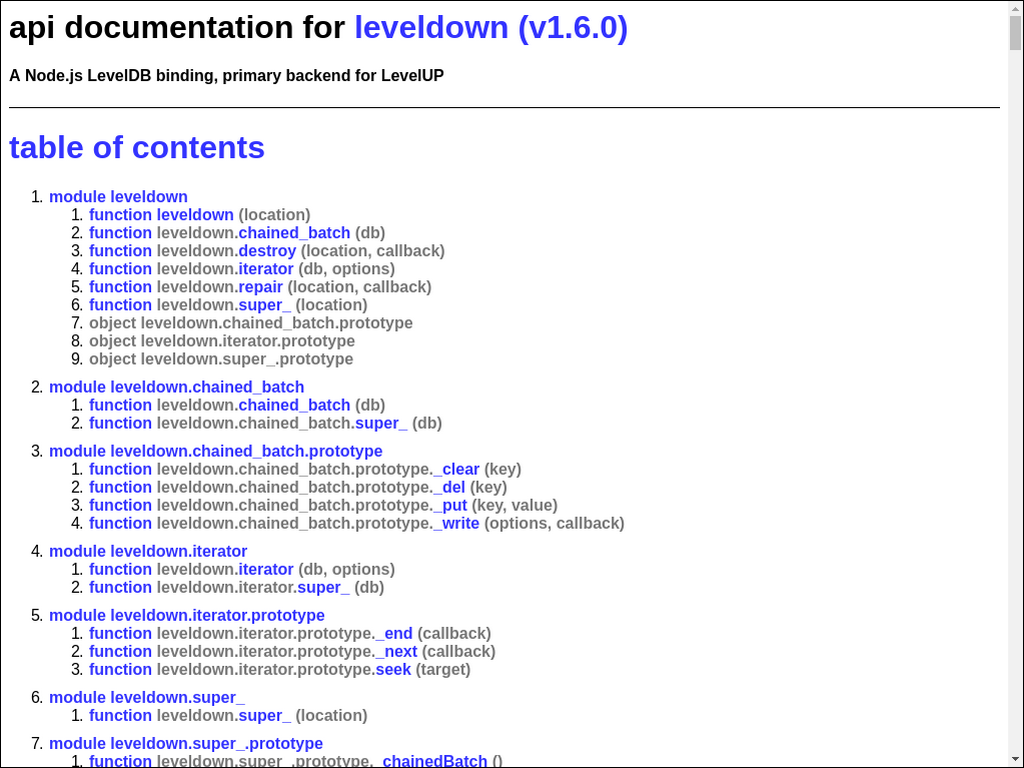 api documentation for leveldown (v1.6.0)
A Node.js LevelDB binding, primary backend for LevelUP
table of contents
1. module leveldown
1. function leveldown (location)
2. function leveldown.chained_batch (db)
3. function leveldown.destroy (location, callback)
4. function leveldown.iterator (db, options)
5. function leveldown.repair (location, callback)
6. function leveldown.super_ (location)
7. object leveldown.chained_batch.prototype
8. object leveldown.iterator.prototype
9. object leveldown.super_.prototype
2. module leveldown.chained_batch
1. function leveldown.chained_batch (db)
2. function leveldown.chained_batch.super_ (db)
3. module leveldown.chained_batch.prototype
1. function leveldown.chained_batch.prototype._clear (key)
2. function leveldown.chained_batch.prototype._del (key)
3. function leveldown.chained_batch.prototype._put (key, value)
4. function leveldown.chained_batch.prototype._write (options, callback)
4. module leveldown.iterator
1. function leveldown.iterator (db, options)
2. function leveldown.iterator.super_ (db)
5. module leveldown.iterator.prototype
1. function leveldown.iterator.prototype._end (callback)
2. function leveldown.iterator.prototype._next (callback)
3. function leveldown.iterator.prototype.seek (target)
6. module leveldown.super_
1. function leveldown.super_ (location)
7. module leveldown.super_.prototype
1. function leveldown.super_.prototype._chainedBatch ()